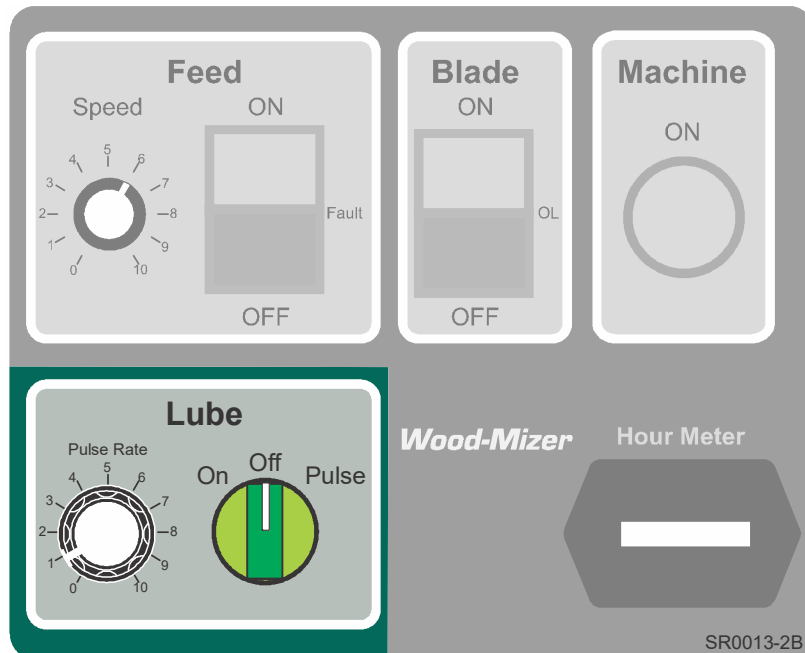 Feed
Speed
ON
0
1
2
3
4
5
6
7
8
9
10
Fault
OFF
Blade
ON
OL
OFF
Machine
ON
Lube
Pulse Rate
0
1
2
3
4
5
6
7
8
9
10
On
Off
Pulse
Wood-Mizer
Hour Meter
SR0013-2B